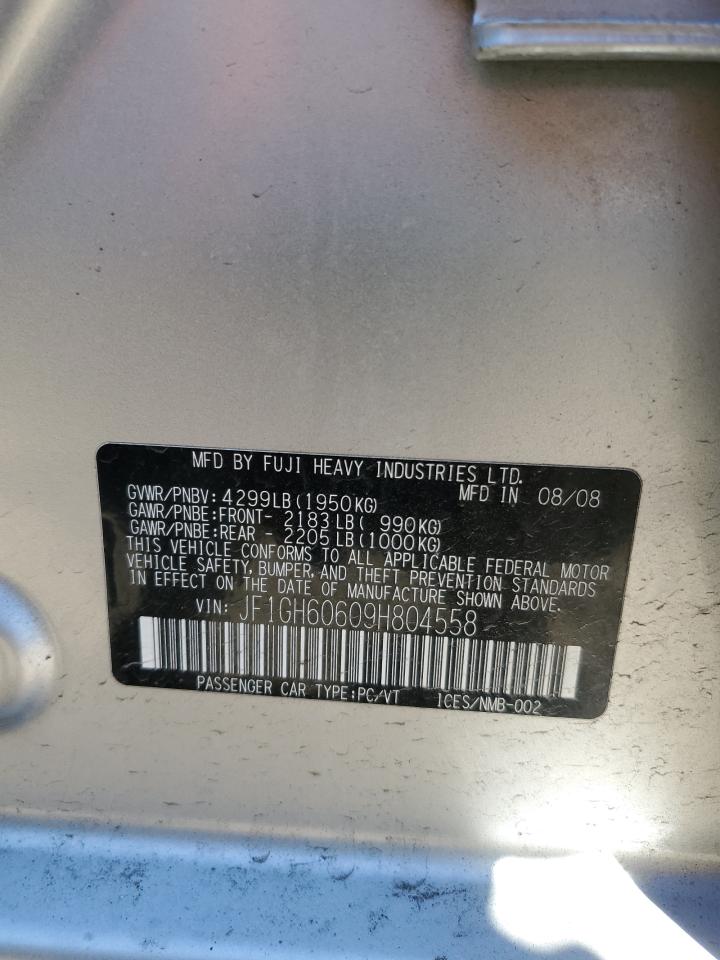 MFD BY FUJI HEAVY INDUSTRIES LTD.
GVWR/PNBV: 4299LB(1950KG) MFD IN 08/08
GAWR/PNBE:FRONT- 2183LB( 990KG)
GAWR/PNBE:REAR - 2205LB(1000KG)
THIS VEHICLE CONFORMS TO ALL APPLICABLE FEDERAL MOTOR
VEHICLE SAFETY, BUMPER, AND THEFT PREVENTION STANDARDS
IN EFFECT ON THE DATE OF MANUFACTURE SHOWN ABOVE.
VIN: JF1GH60609H804558
PASSENGER CAR TYPE:PC/VT ICES/NMB-002